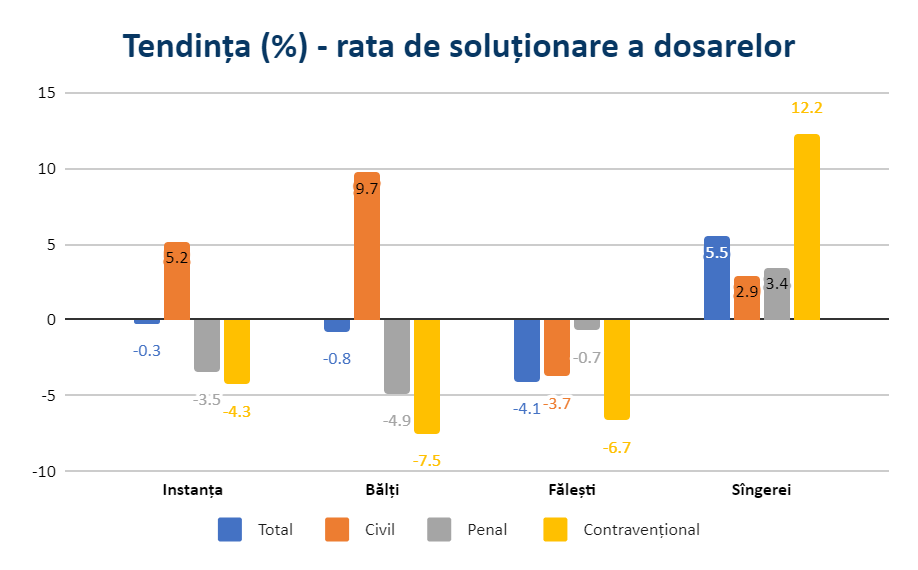 Tendința (%) - rata de soluționare a dosarelor
15
10
5
0
-5
-10
-0.3
5.2
-3.5
-4.3
-0.8
9.7
-4.9
-7.5
-4.1
-3.7
-0.7
-6.7
5.5
2.9
3.4
12.2
Instanța
Bălți
Fălești
Sîngerei
Total
Civil
Penal
Contravențional